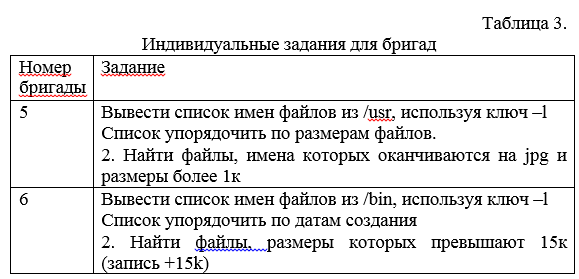 Таблица 3.
Индивидуальные задания для бригад
Номер Задание
бригады
5 Вывести список имен файлов из /usr, используя ключ –l
Список упорядочить по размерам файлов.
2. Найти файлы, имена которых оканчиваются на jpg и
размеры более 1к
6 Вывести список имен файлов из /bin, используя ключ –l
Список упорядочить по датам создания
2. Найти файлы, размеры которых превышают 15к
(запись +15k)